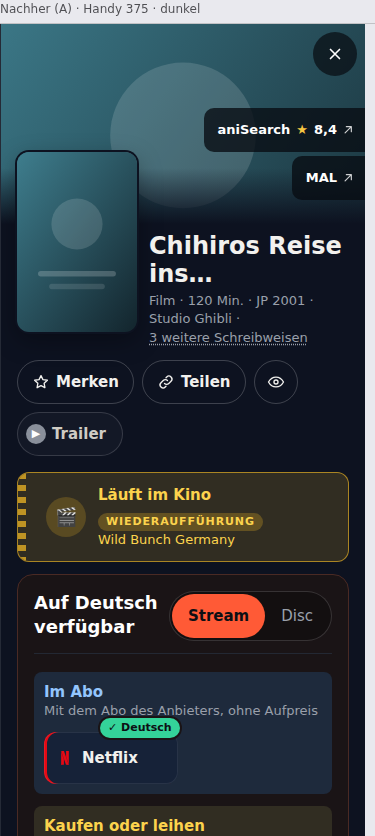 Nachher (A) · Handy 375 · dunkel
aniSearch ★ 8,4 ↗
MAL ↗
Chihiros Reise
ins…
Film · 120 Min. · JP 2001 ·
Studio Ghibli ·
3 weitere Schreibweisen
Merken
Teilen
Trailer
Läuft im Kino
WIEDERAUFFÜHRUNG
Wild Bunch Germany
Auf Deutsch
verfügbar
Stream
Disc
Im Abo
Mit dem Abo des Anbieters, ohne Aufpreis
✓ Deutsch
N Netflix
Kaufen oder leihen